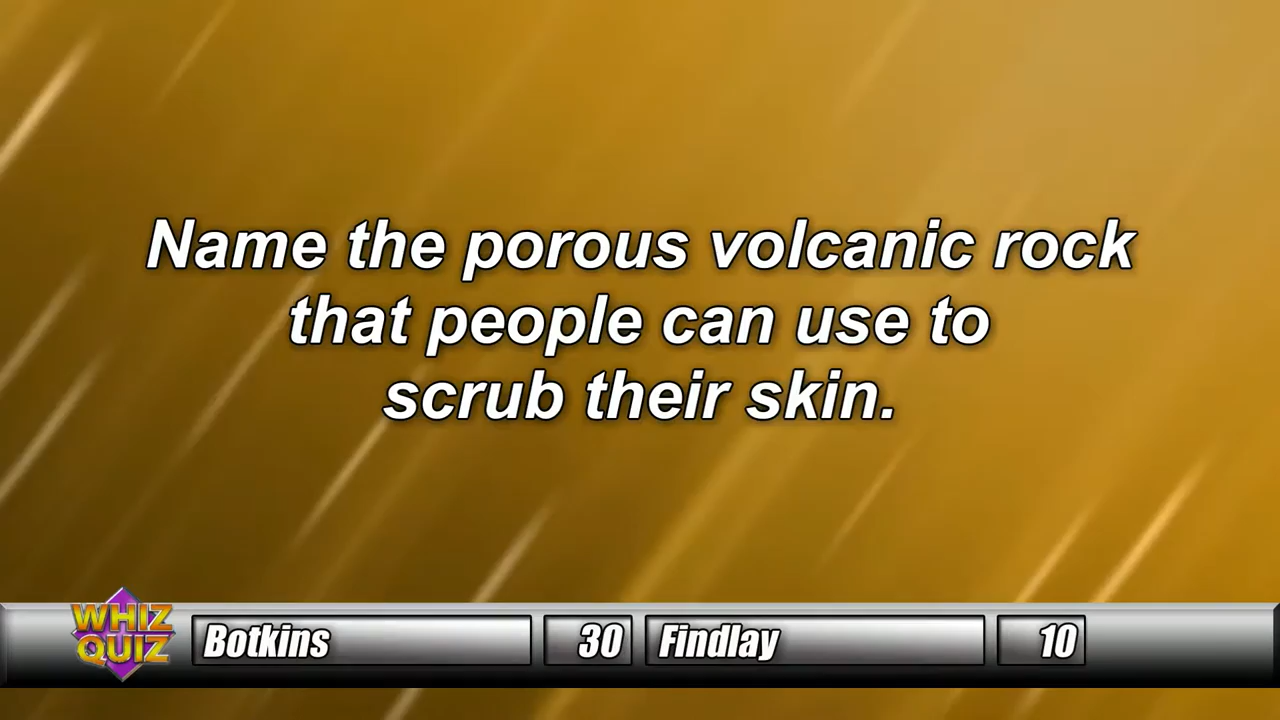 Name the porous volcanic rock
that people can use to
scrub their skin.
WHIZ
QUIZ
Botkins 30 Findlay 10